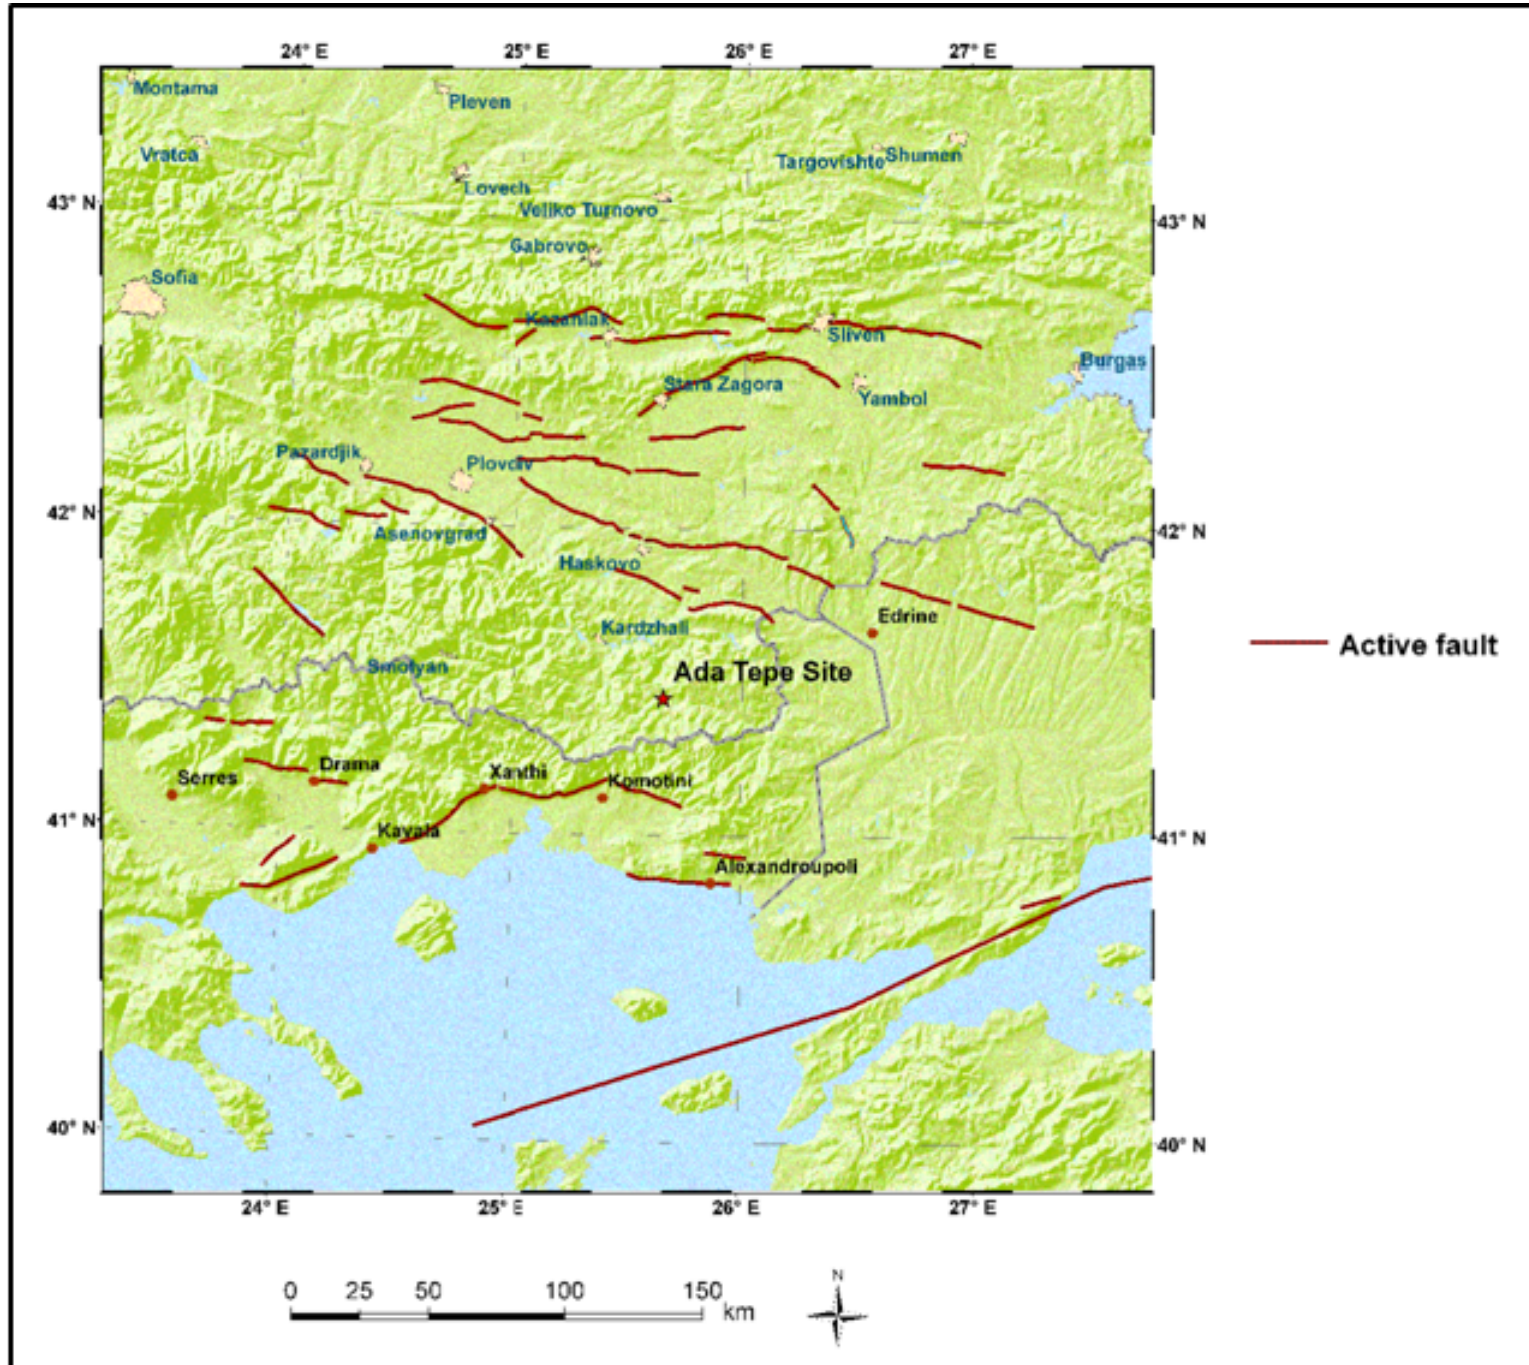 24° E 25° E 26° E 27° E
Montama
Pleven
Vratca
Targovishte Shumen
Lovech
43° N
Veliko Turnovo
43° N
Gabrovo
Sofia
Kazanlak
Sliven
Burgas
Stara Zagora
Yambol
Pazardjik
Plovdiv
42° N
Asenovgrad
42° N
Haskovo
Edrine
Kardzhali
Active fault
Smolyan
Ada Tepe Site
Serres
Drama
Xanthi
Komotini
41° N
Kavala
41° N
Alexandroupoli
40° N
40° N
24° E 25° E 26° E 27° E
N
0 25 50 100 150
km